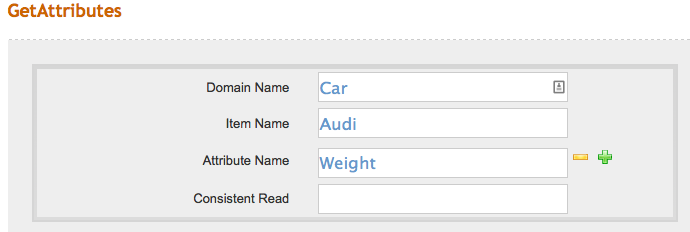 GetAttributes
Domain Name Car
Item Name Audi
Attribute Name Weight
Consistent Read